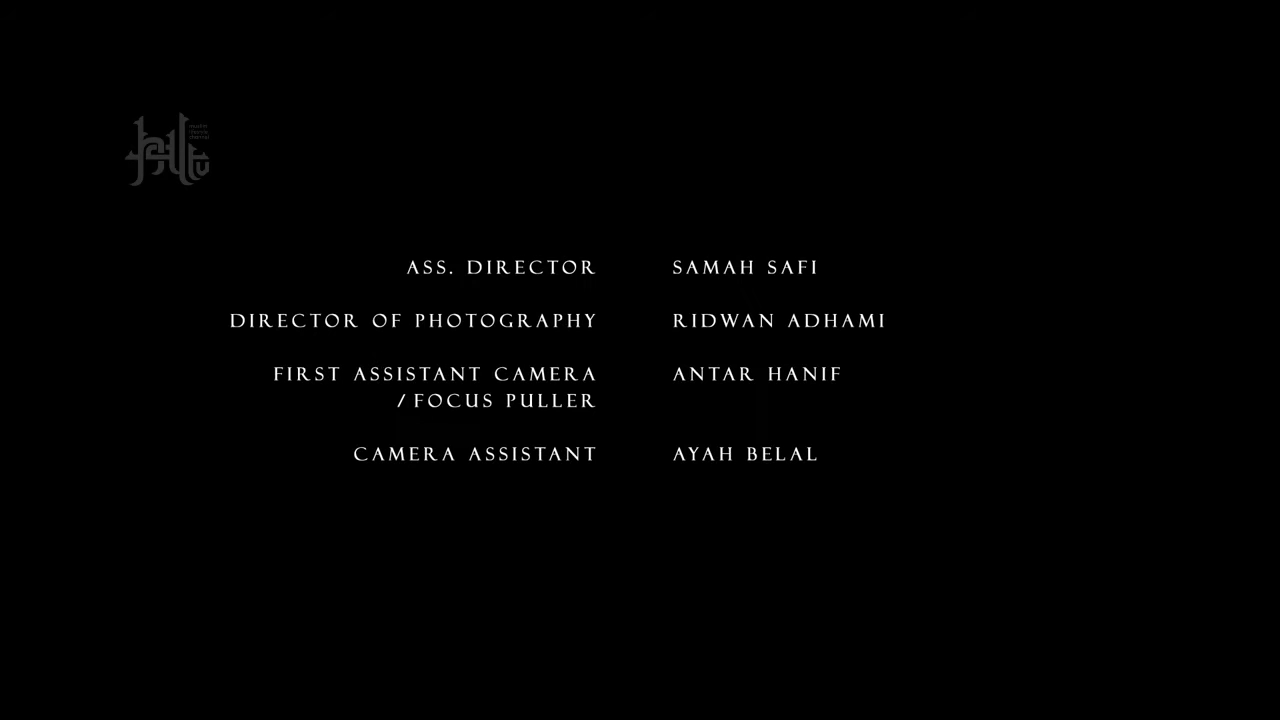 ASS. DIRECTOR SAMAH SAFI
DIRECTOR OF PHOTOGRAPHY RIDWAN ADHAMI
FIRST ASSISTANT CAMERA ANTAR HANIF
/FOCUS PULLER
CAMERA ASSISTANT AYAH BELAL